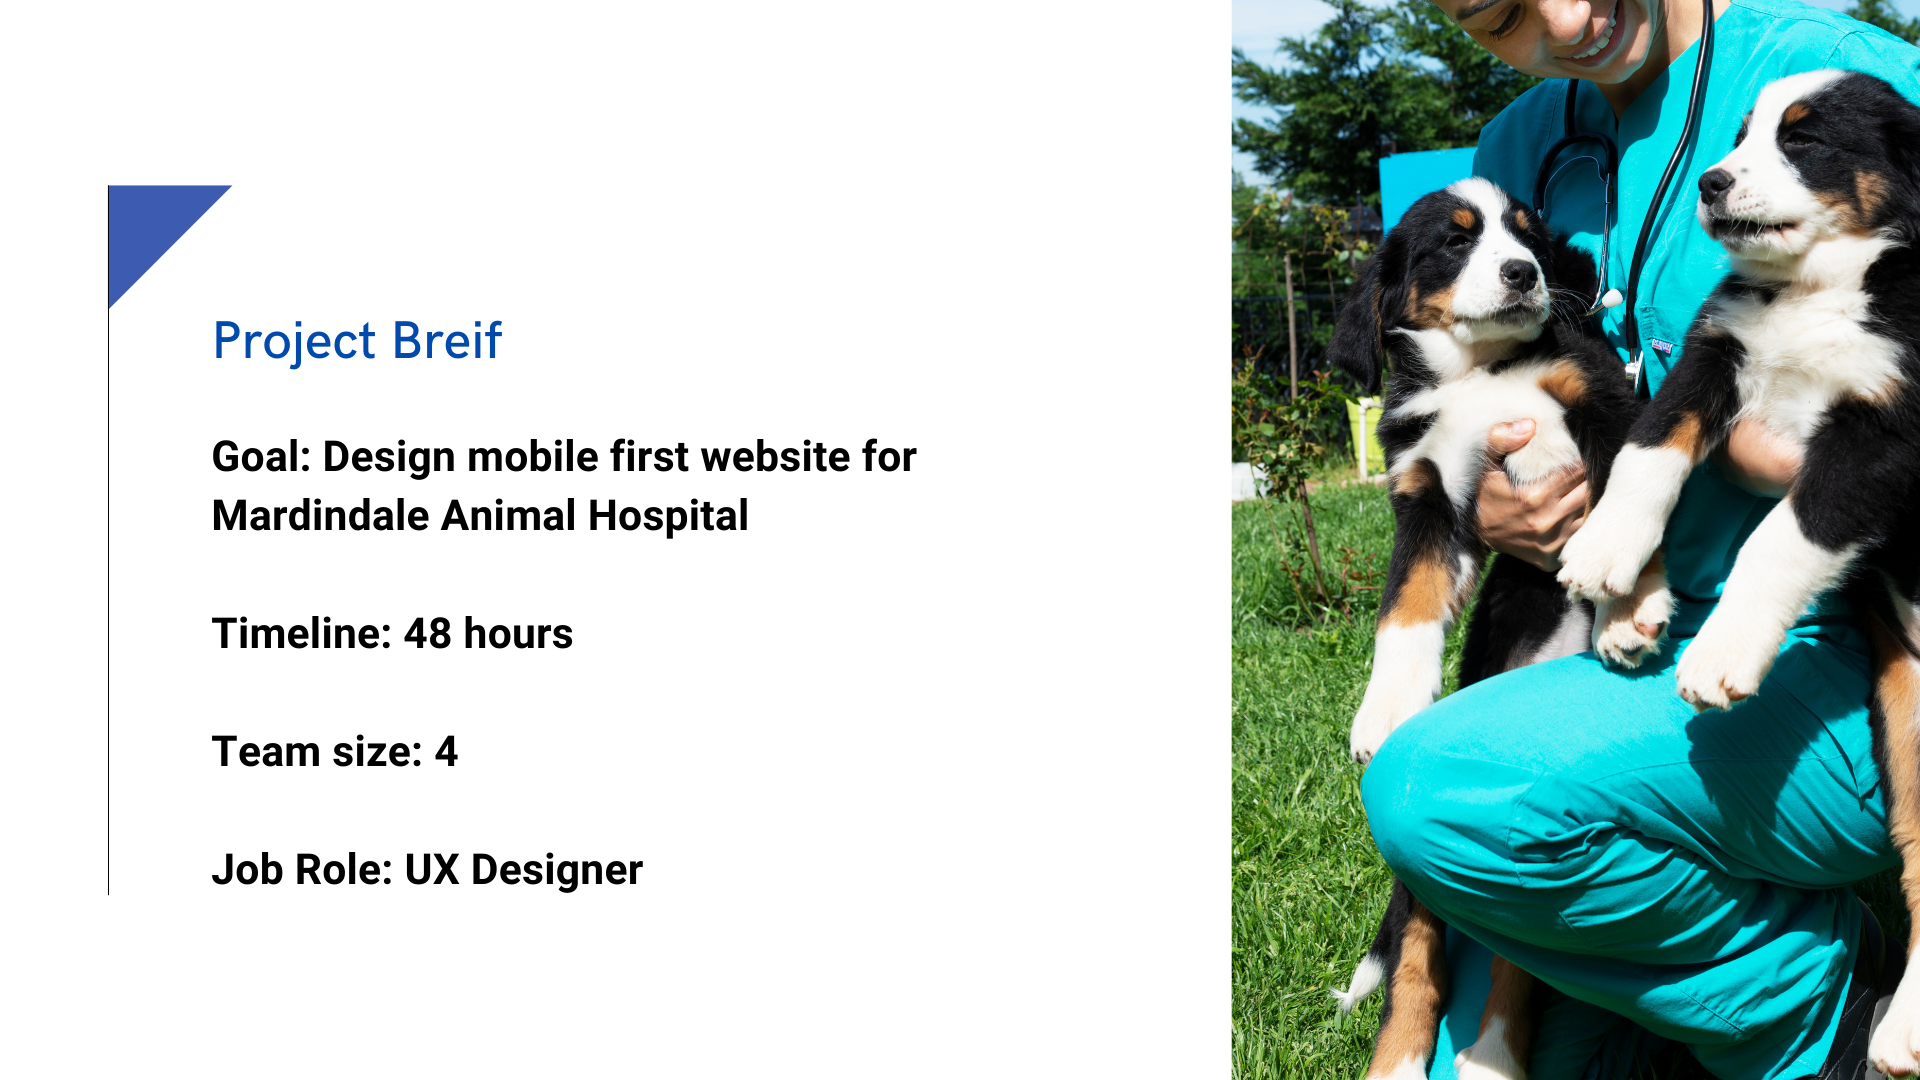 Project Breif
Goal: Design mobile first website for
Mardindale Animal Hospital
Timeline: 48 hours
Team size: 4
Job Role: UX Designer